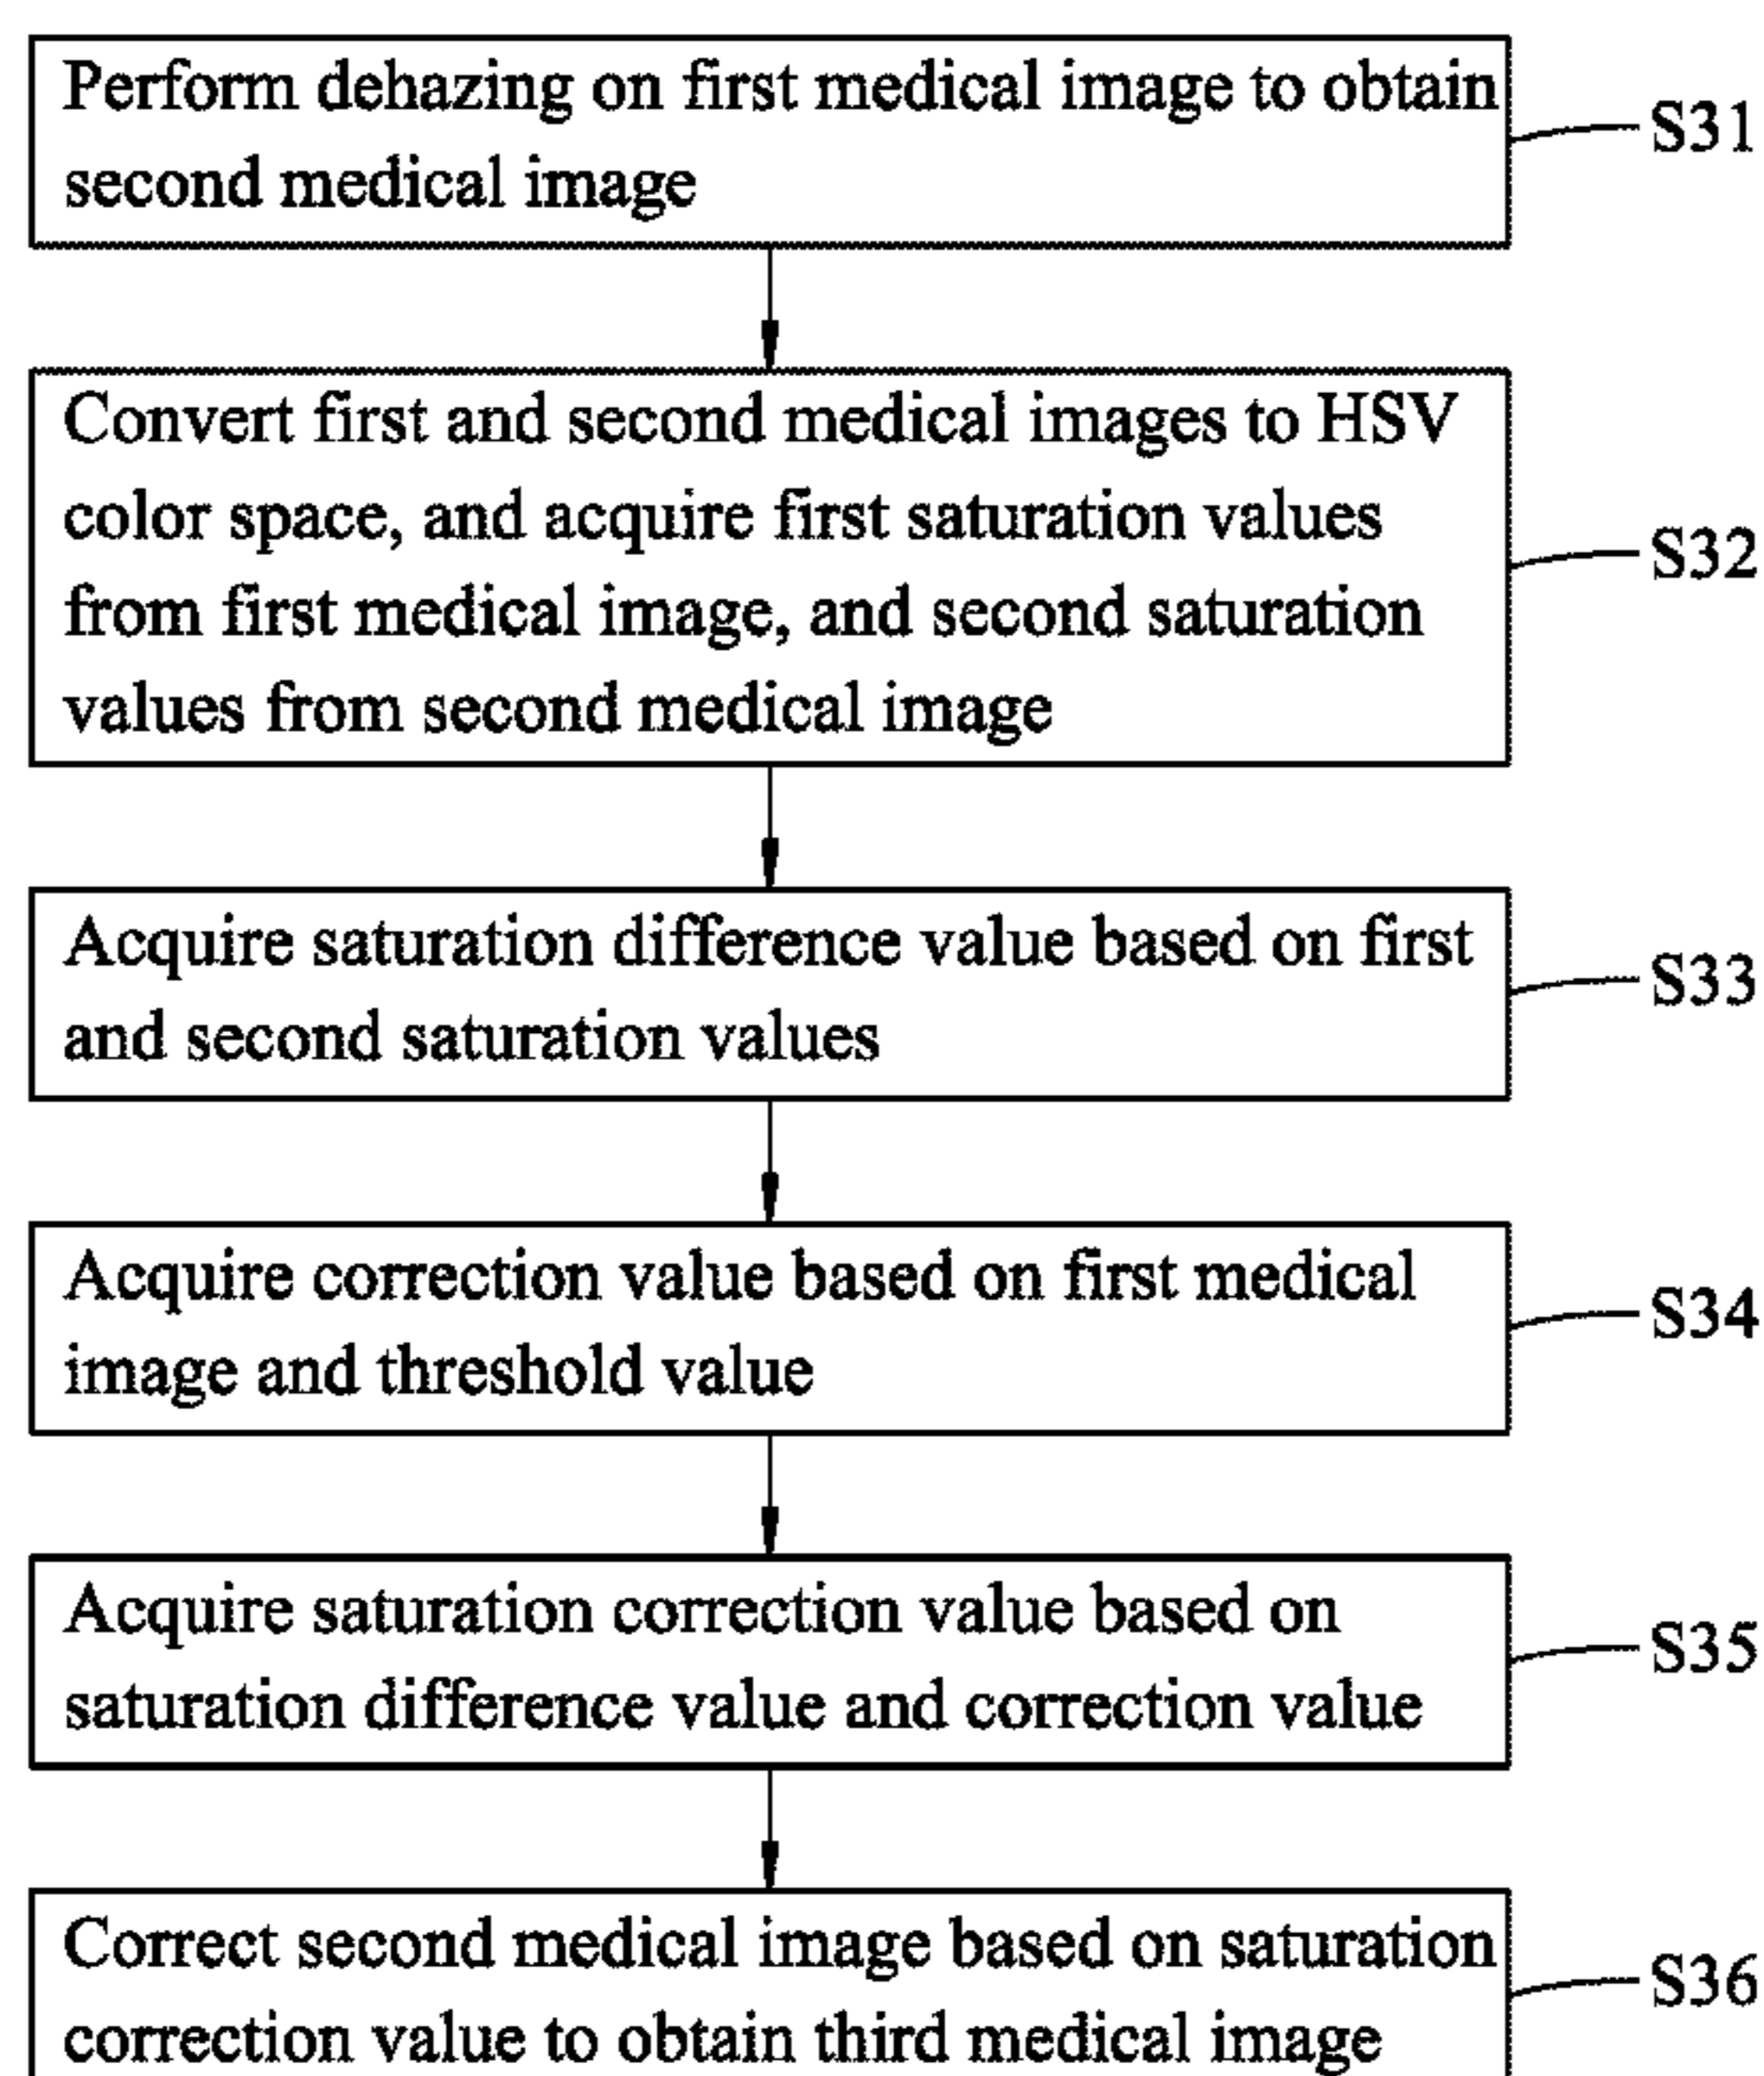 Perform dehazing on first medical image to obtain
second medical image
S31
Convert first and second medical images to HSV
color space, and acquire first saturation values
from first medical image, and second saturation
values from second medical image
S32
Acquire saturation difference value based on first
and second saturation values
S33
Acquire correction value based on first medical
image and threshold value
S34
Acquire saturation correction value based on
saturation difference value and correction value
S35
Correct second medical image based on saturation
correction value to obtain third medical image
S36